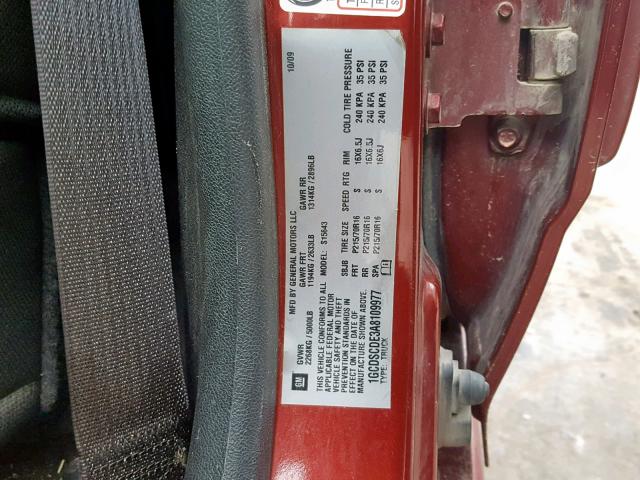 MFD BY GENERAL MOTORS LLC 10/09
GVWR GAWR FRT GAWR RR
2268KG / 5000LB 1194KG / 2633LB 1314KG / 2896LB
THIS VEHICLE CONFORMS TO ALL MODEL: S15643
APPLICABLE FEDERAL MOTOR
VEHICLE SAFETY AND THEFT
PREVENTION STANDARDS IN
EFFECT ON THE DATE OF
MANUFACTURE SHOWN ABOVE.
1GCDSCDE3A8109977
TYPE: TRUCK
SBJB TIRE SIZE SPEED RTG RIM COLD TIRE PRESSURE
FRT P215/70R16 S 16X6.5J 240 KPA 35 PSI
RR P215/70R16 S 16X6.5J 240 KPA 35 PSI
SPA P215/70R16 S 16X6J 240 KPA 35 PSI
GM